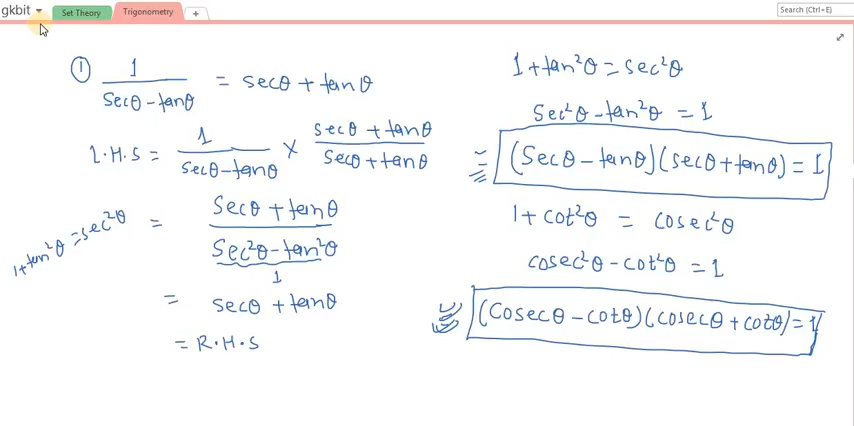 gkbit
Set Theory
Trigonometry
+
Search (Ctrl+E)
① 1/(secθ - tanθ) = secθ + tanθ
L.H.S = 1/(secθ - tanθ) × (secθ + tanθ)/(secθ + tanθ)
1 + tan²θ = sec²θ
= (secθ + tanθ)/(sec²θ - tan²θ)
1
= secθ + tanθ
= R.H.S
1 + tan²θ = sec²θ
sec²θ - tan²θ = 1
(secθ - tanθ)(secθ + tanθ) = 1
1 + cot²θ = cosec²θ
cosec²θ - cot²θ = 1
(cosecθ - cotθ)(cosecθ + cotθ) = 1